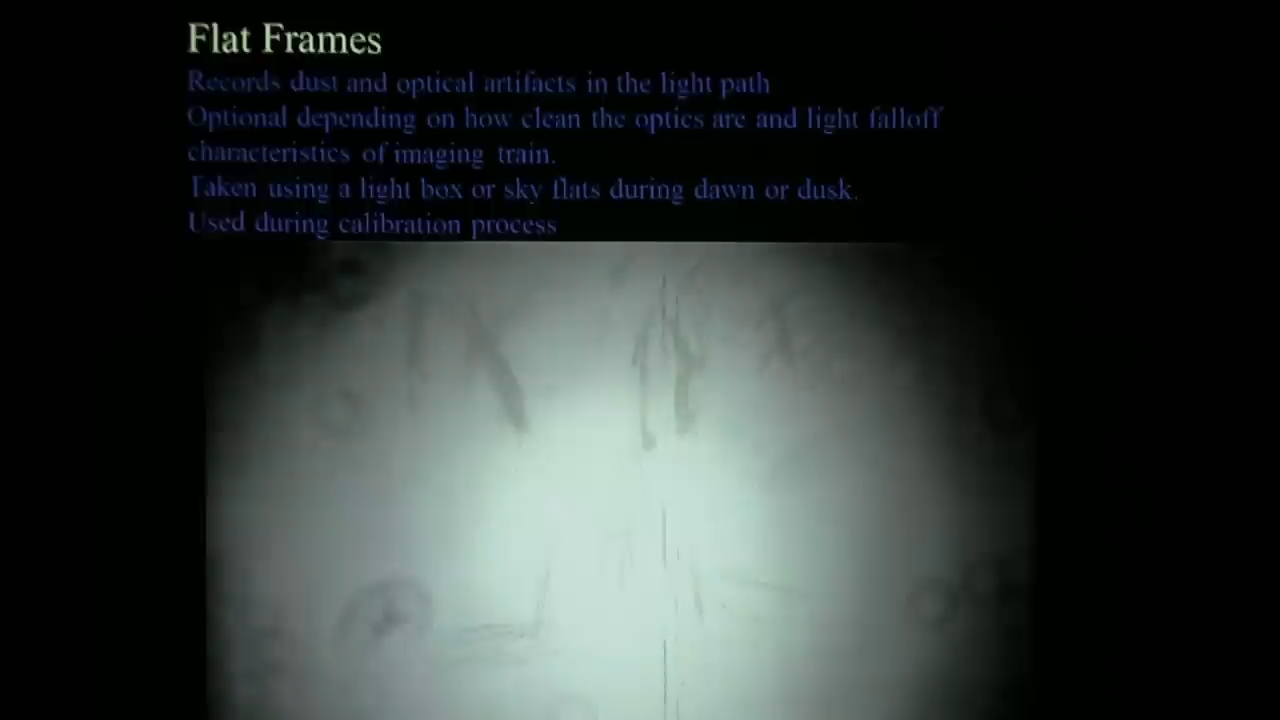 Flat Frames
Records dust and optical artifacts in the light path
Optional depending on how clean the optics are and light falloff
characteristics of imaging train.
Taken using a light box or sky flats during dawn or dusk.
Used during calibration process